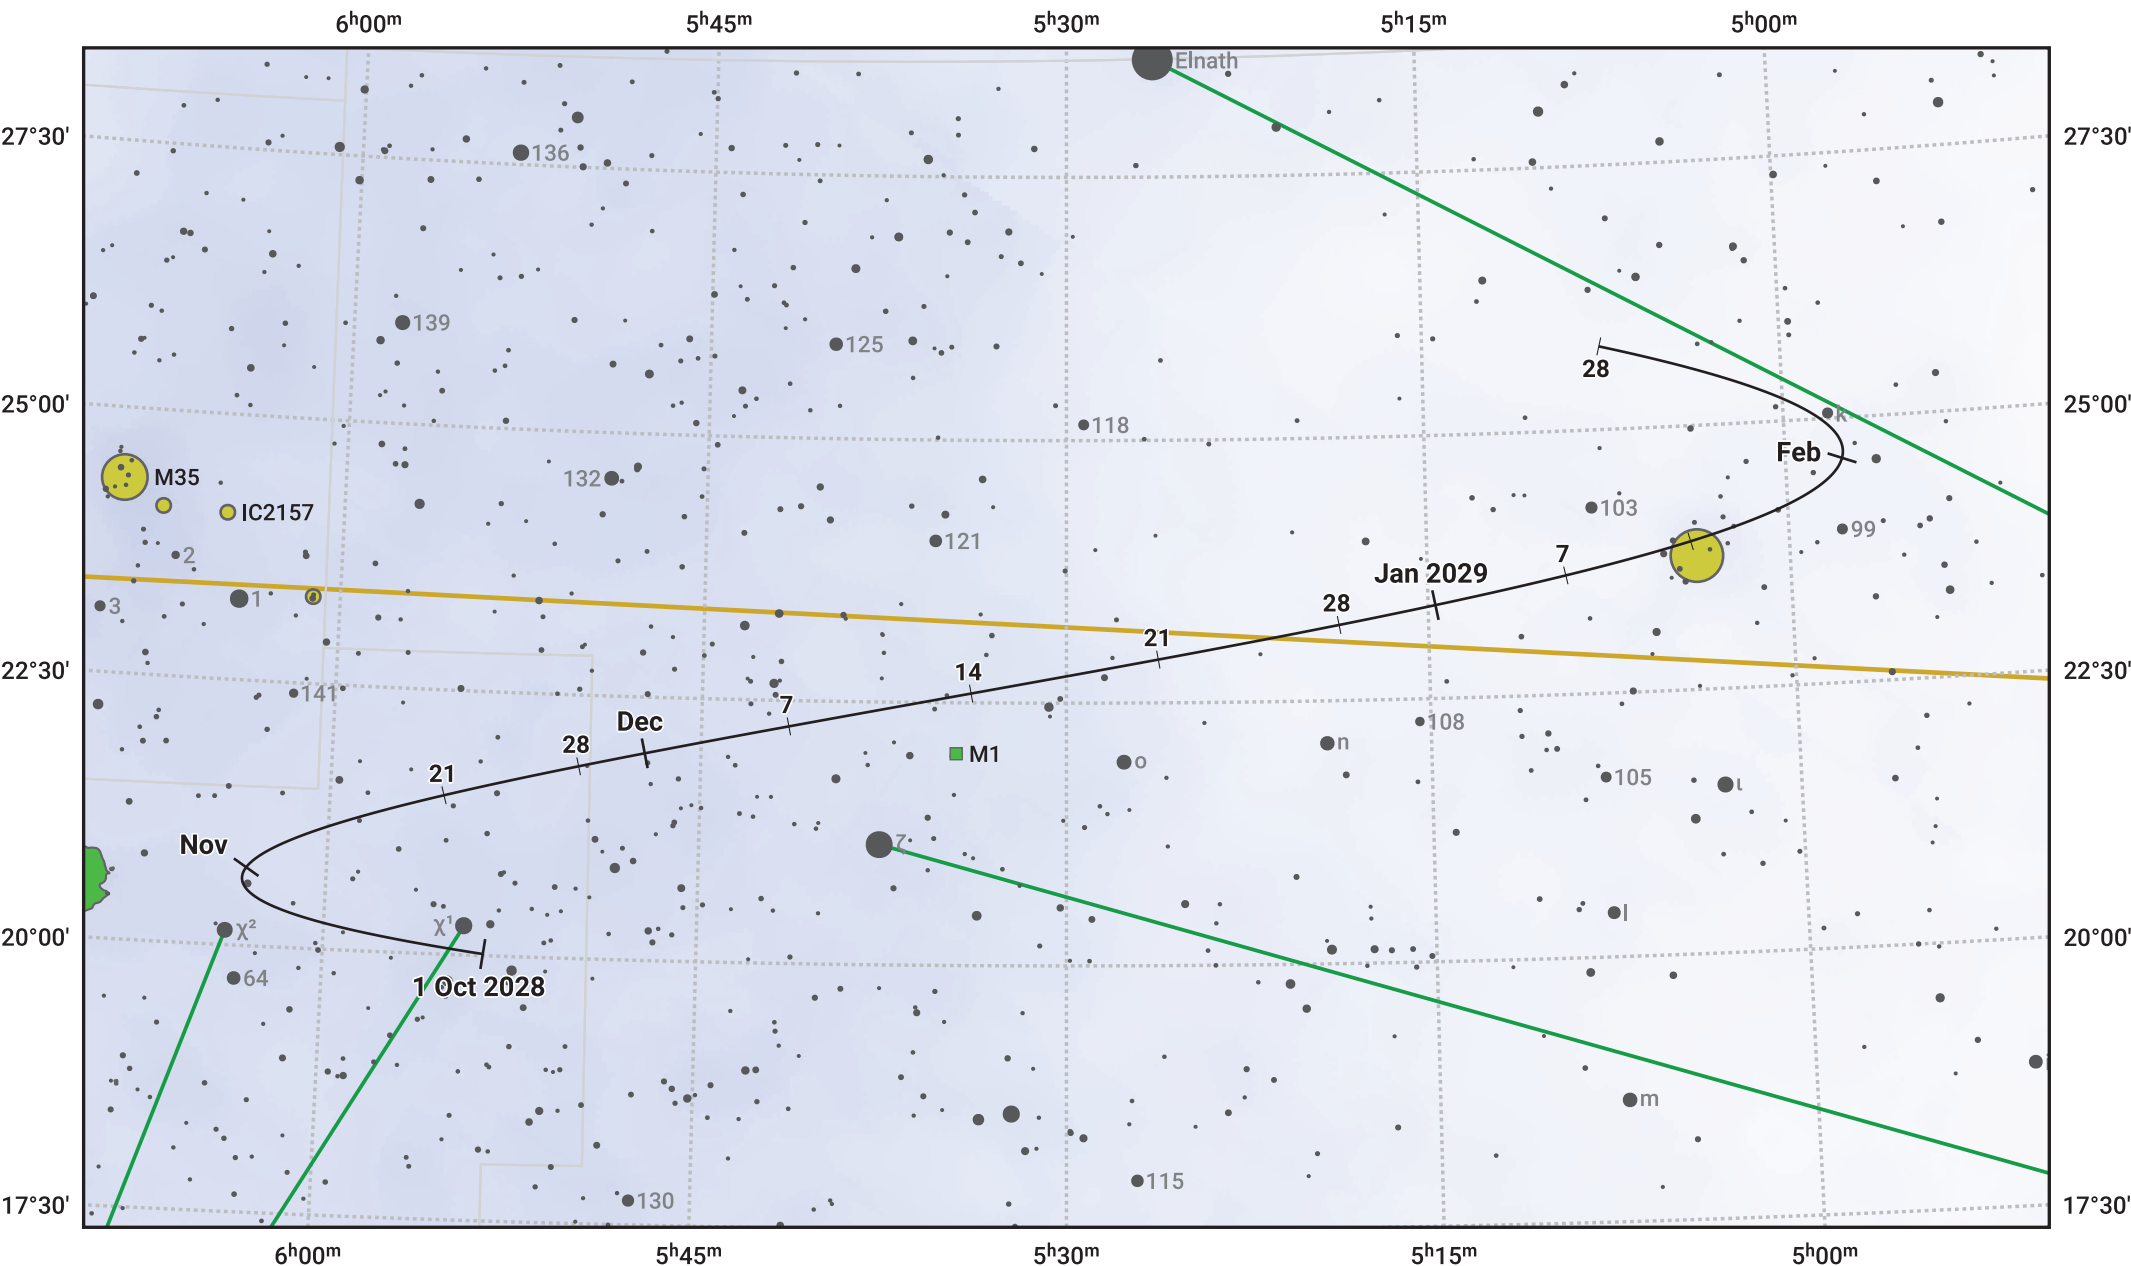 6ʰ00ᵐ 5ʰ45ᵐ 5ʰ30ᵐ 5ʰ15ᵐ 5ʰ00ᵐ
Elnath
27°30' 27°30'
136
139
125
28
25°00' 25°00'
k
118
Feb
132
M35
103
IC2157
99
121
2
7
Jan 2029
1
3
28
21
22°30' 22°30'
14
141
7
Dec
108
28
n
M1
o
21
105
ι
Nov
ζ
l
χ¹
χ²
20°00' 20°00'
64
1 Oct 2028
m
115
130
17°30' 17°30'
6ʰ00ᵐ 5ʰ45ᵐ 5ʰ30ᵐ 5ʰ15ᵐ 5ʰ00ᵐ